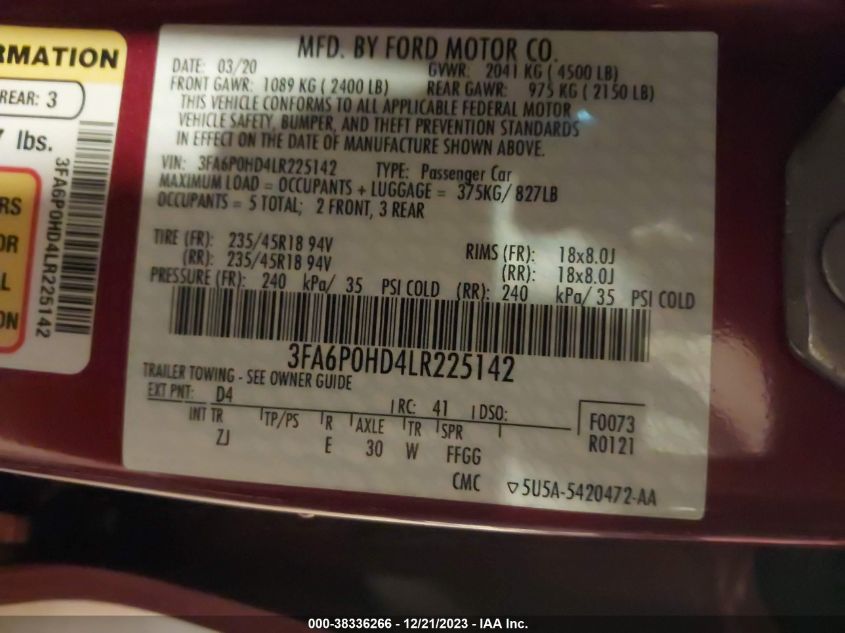 RMATION
REAR: 3
7 lbs.
3FA6P0HD4LR225142
RS
OR
AL
ON
MFD. BY FORD MOTOR CO.
DATE: 03/20 GVWR: 2041 KG ( 4500 LB)
FRONT GAWR: 1089 KG ( 2400 LB) REAR GAWR: 975 KG ( 2150 LB)
THIS VEHICLE CONFORMS TO ALL APPLICABLE FEDERAL MOTOR
VEHICLE SAFETY, BUMPER, AND THEFT PREVENTION STANDARDS
IN EFFECT ON THE DATE OF MANUFACTURE SHOWN ABOVE.
VIN: 3FA6P0HD4LR225142 TYPE: Passenger Car
MAXIMUM LOAD = OCCUPANTS + LUGGAGE = 375KG/ 827LB
OCCUPANTS = 5 TOTAL; 2 FRONT, 3 REAR
TIRE (FR): 235/45R18 94V RIMS (FR): 18x8.0J
(RR): 235/45R18 94V (RR): 18x8.0J
PRESSURE (FR): 240 kPa/ 35 PSI COLD (RR): 240 kPa/ 35 PSI COLD
3FA6P0HD4LR225142
TRAILER TOWING - SEE OWNER GUIDE
EXT PNT: D4 RC: 41 DSO: F0073
INT TR TP/PS R AXLE TR SPR R0121
ZJ E 30 W FFGG
CMC ▽5U5A-5420472-AA
000-38336266 - 12/21/2023 - IAA Inc.